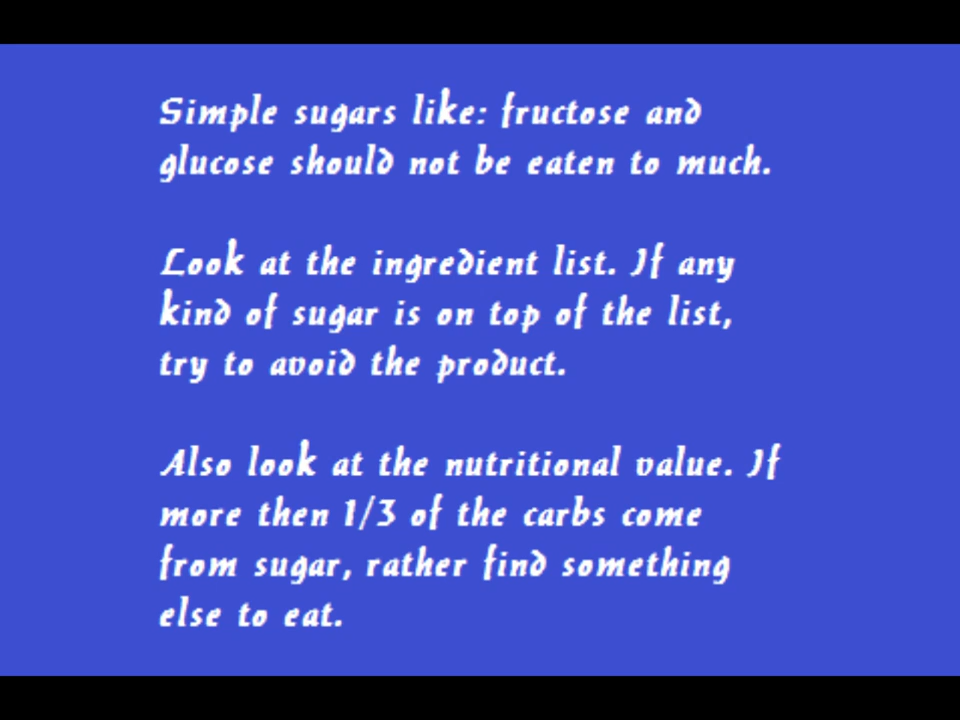 Simple sugars like: fructose and
glucose should not be eaten to much.
Look at the ingredient list. If any
kind of sugar is on top of the list,
try to avoid the product.
Also look at the nutritional value. If
more then 1/3 of the carbs come
from sugar, rather find something
else to eat.